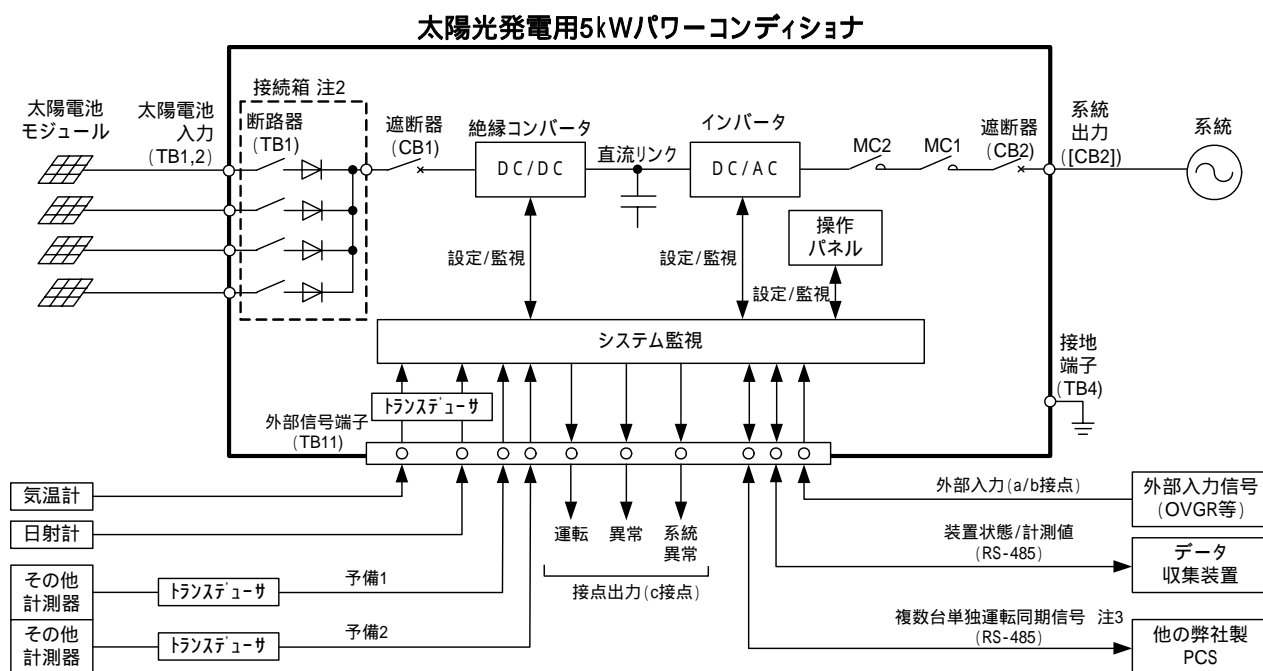 太陽光発電用5kWパワーコンディショナ
太陽電池
モジュール
太陽電池
入力
(TB1,2)
接続箱 注2
断路器
(TB1)
遮断器
(CB1)
絶縁コンバータ
DC/DC
直流リンク
インバータ
DC/AC
MC2
MC1
遮断器
(CB2)
系統
出力
([CB2])
系統
操作
パネル
設定/監視
設定/監視
設定/監視
システム監視
接地
端子
(TB4)
トランスデューサ
外部信号端子
(TB11)
気温計
日射計
その他
計測器
トランスデューサ
予備1
その他
計測器
トランスデューサ
予備2
運転
異常
系統
異常
接点出力(c接点)
外部入力(a/b接点)
外部入力信号
(OVGR等)
装置状態/計測値
(RS-485)
データ
収集装置
複数台単独運転同期信号 注3
(RS-485)
他の弊社製
PCS